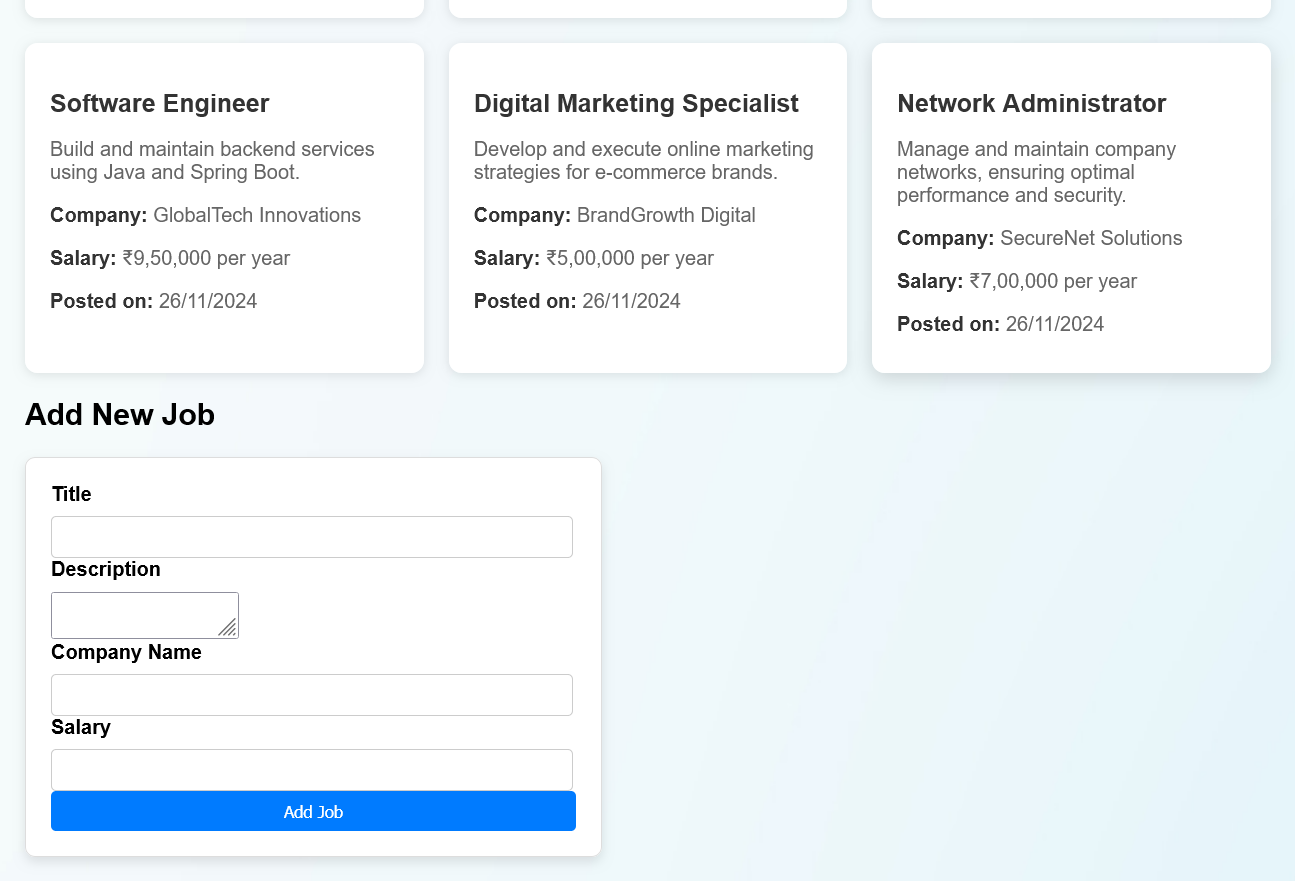 Software Engineer
Build and maintain backend services
using Java and Spring Boot.
Company: GlobalTech Innovations
Salary: ₹9,50,000 per year
Posted on: 26/11/2024
Digital Marketing Specialist
Develop and execute online marketing
strategies for e-commerce brands.
Company: BrandGrowth Digital
Salary: ₹5,00,000 per year
Posted on: 26/11/2024
Network Administrator
Manage and maintain company
networks, ensuring optimal
performance and security.
Company: SecureNet Solutions
Salary: ₹7,00,000 per year
Posted on: 26/11/2024
Add New Job
Title
Description
Company Name
Salary
Add Job